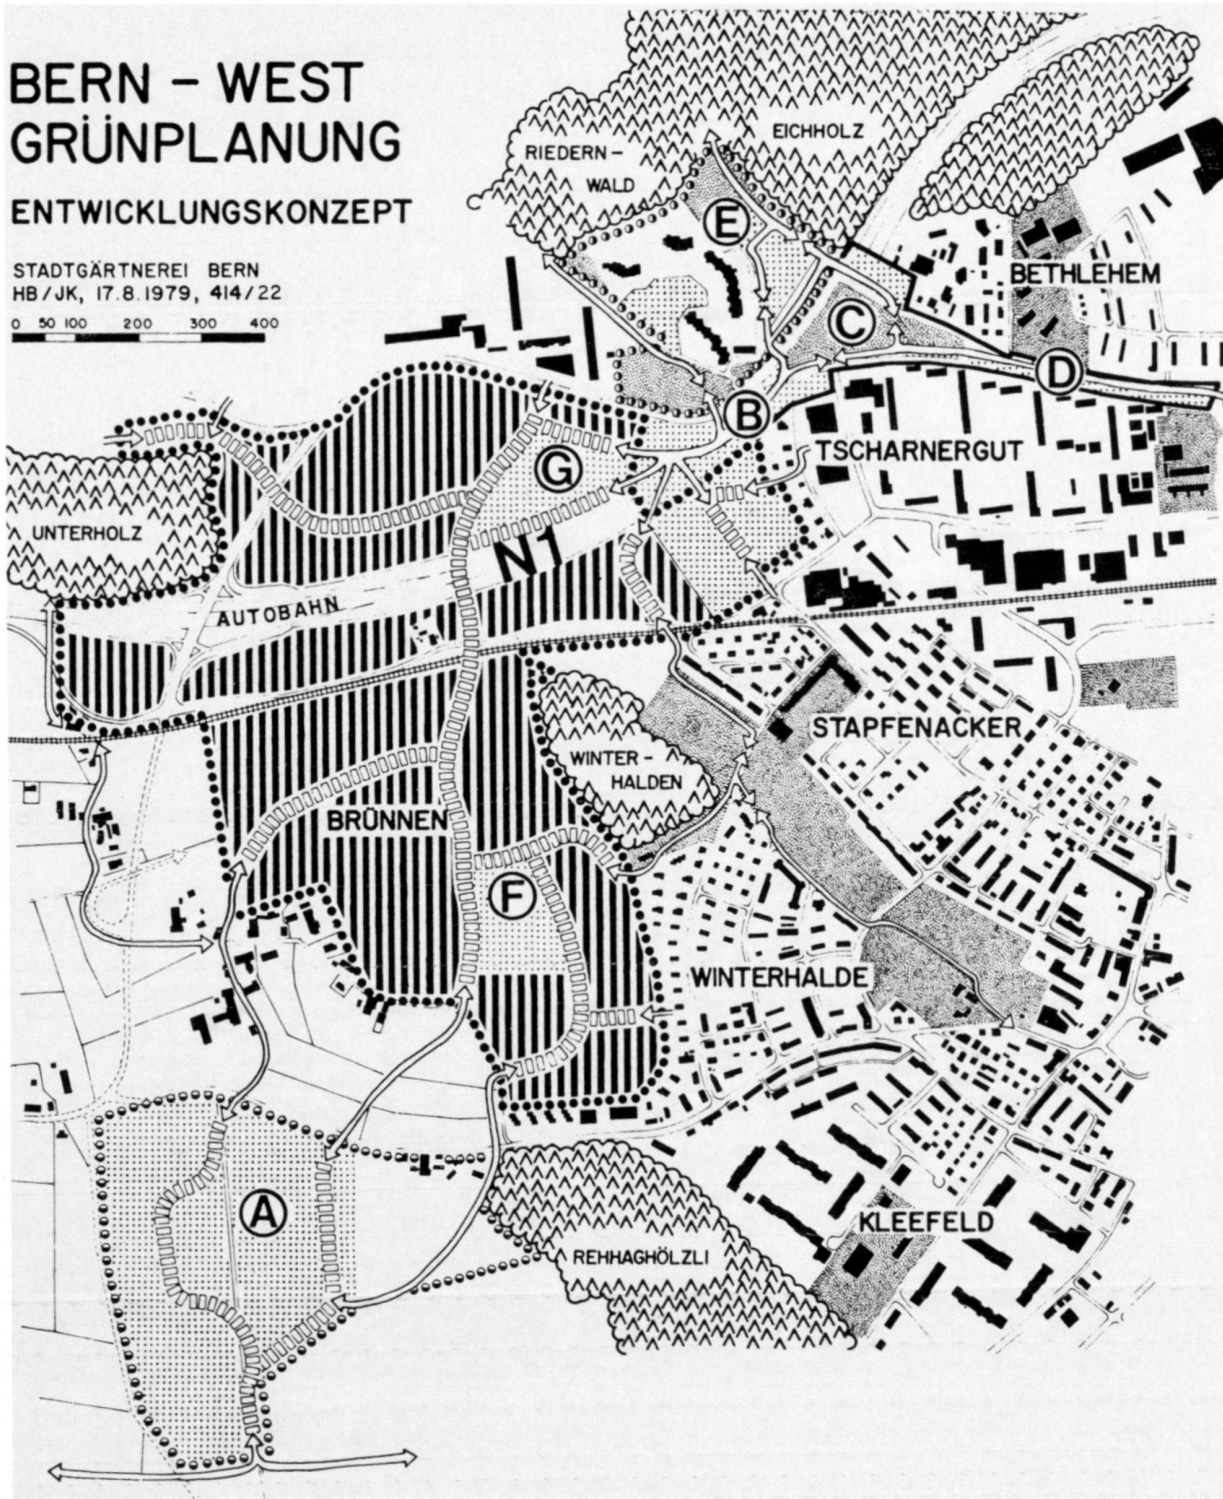 BERN – WEST
GRÜNPLANUNG
ENTWICKLUNGSKONZEPT
STADTGÄRTNEREI BERN
HB/JK, 17.8.1979, 414/22
0 50 100 200 300 400
RIEDERN-
WALD
EICHHOLZ
E
BETHLEHEM
C
D
B
TSCHARNERGUT
G
UNTERHOLZ
N1
AUTOBAHN
STAPFENACKER
WINTER-
HALDEN
BRÜNNEN
F
WINTERHALDE
A
KLEEFELD
REHHAGHÖLZLI